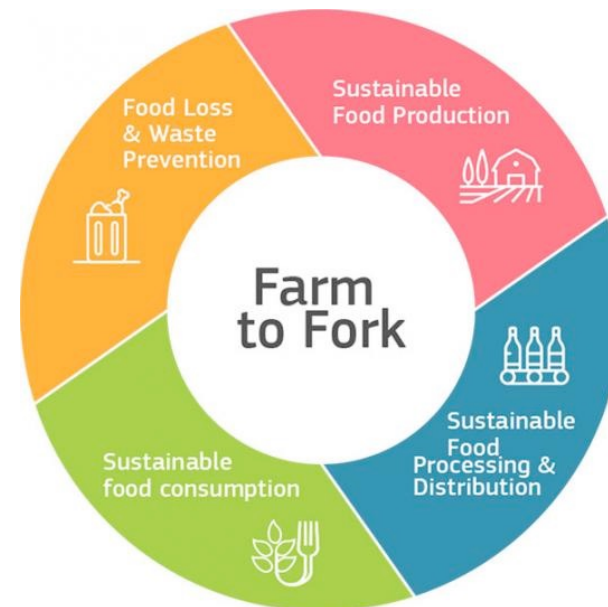 Food Loss
& Waste
Prevention
Sustainable
Food Production
Farm
to Fork
Sustainable
Food
Processing &
Distribution
Sustainable
food consumption